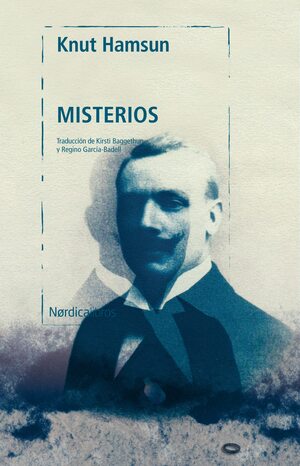 Knut Hamsun
MISTERIOS
Traducción de Kirsti Baggethun
y Regino García-Badell
Nørdicalibros